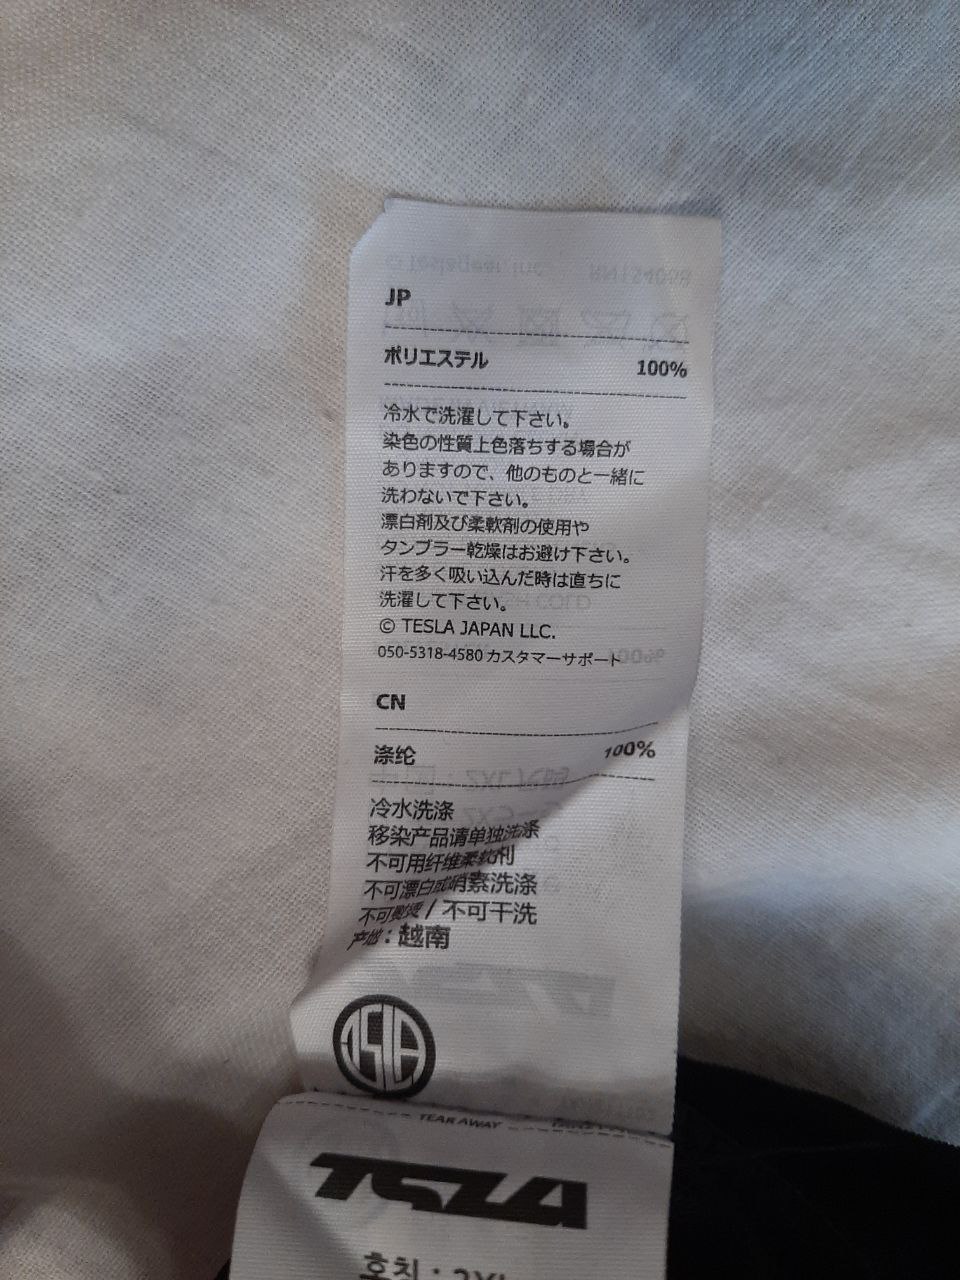 JP
ポリエステル 100%
冷水で洗濯して下さい。
染色の性質上色落ちする場合が
ありますので、他のものと一緒に
洗わないで下さい。
漂白剤及び柔軟剤の使用や
タンブラー乾燥はお避け下さい。
汗を多く吸い込んだ時は直ちに
洗濯して下さい。
© TESLA JAPAN LLC.
050-5318-4580 カスタマーサポート
CN
涤纶 100%
冷水洗涤
移染产品请单独洗涤
不可用纤维柔软剂
不可漂白或硝素洗涤
不可熨烫 / 不可干洗
产地 : 越南
TSLA
TEAR AWAY
TSLA
호칭 : 2XL